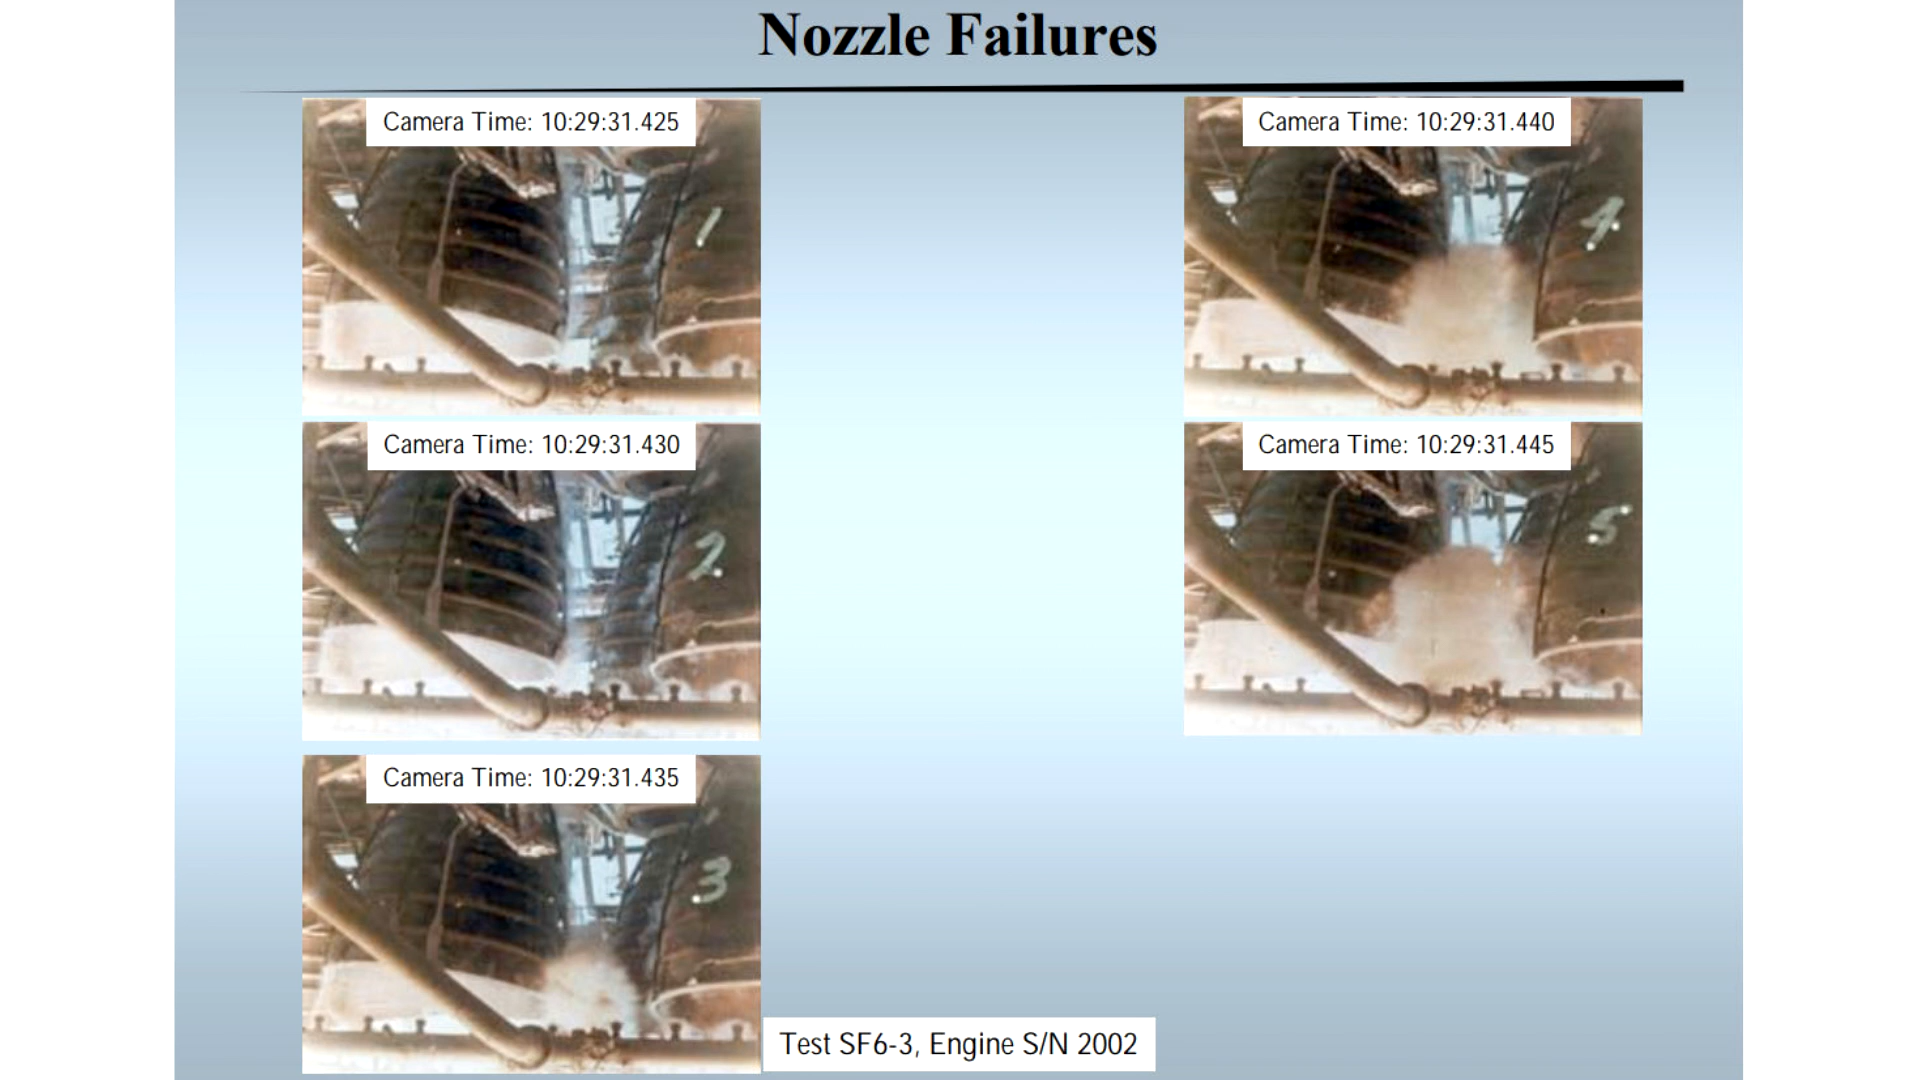 Nozzle Failures
Camera Time: 10:29:31.425
1
Camera Time: 10:29:31.430
2
Camera Time: 10:29:31.435
3
Camera Time: 10:29:31.440
4
Camera Time: 10:29:31.445
5
Test SF6-3, Engine S/N 2002